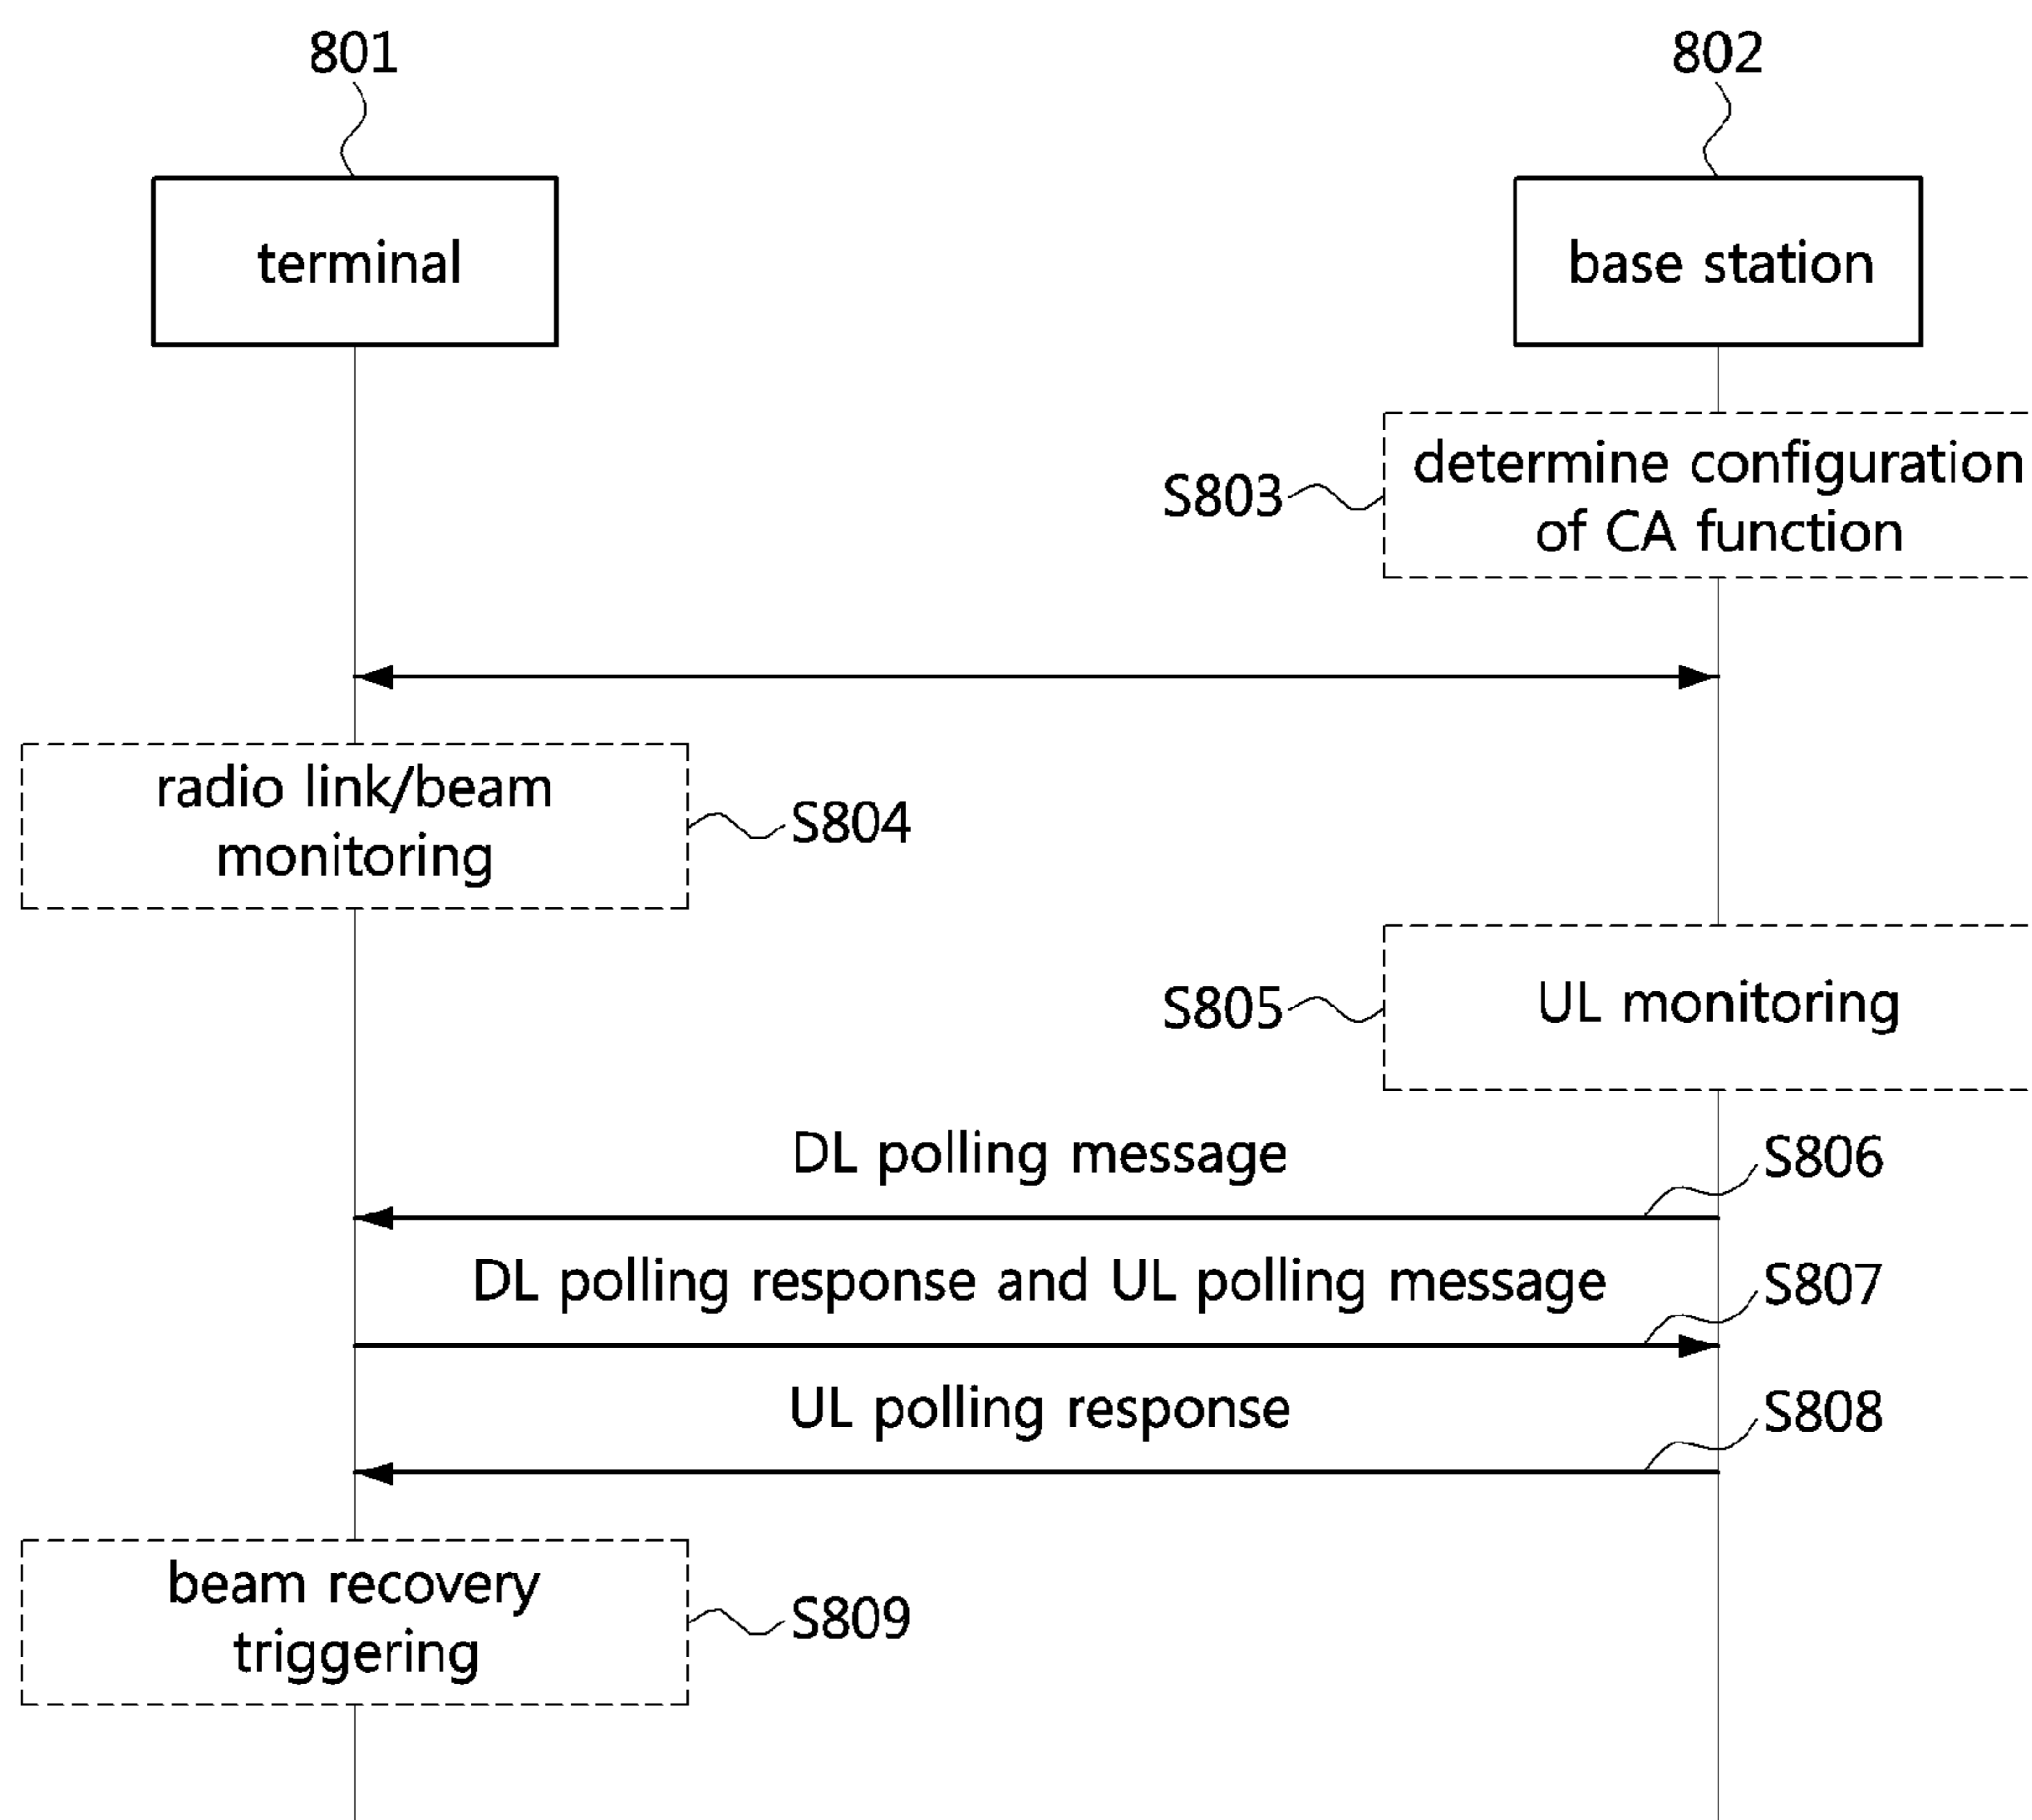 801
802
terminal
base station
S803
determine configuration
of CA function
radio link/beam
monitoring
S804
S805
UL monitoring
DL polling message
S806
DL polling response and UL polling message
S807
UL polling response
S808
beam recovery
triggering
S809